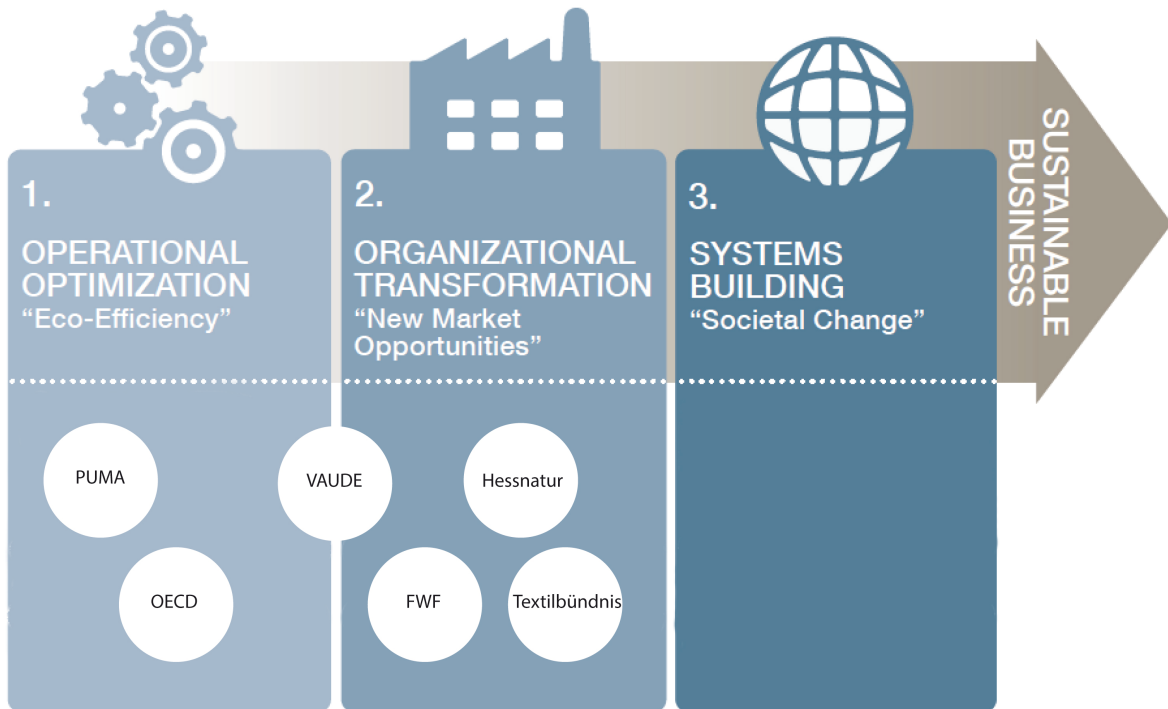 1.
OPERATIONAL
OPTIMIZATION
“Eco-Efficiency”
2.
ORGANIZATIONAL
TRANSFORMATION
“New Market
Opportunities”
3.
SYSTEMS
BUILDING
“Societal Change”
SUSTAINABLE
BUSINESS
PUMA
VAUDE
Hessnatur
OECD
FWF
Textilbündnis